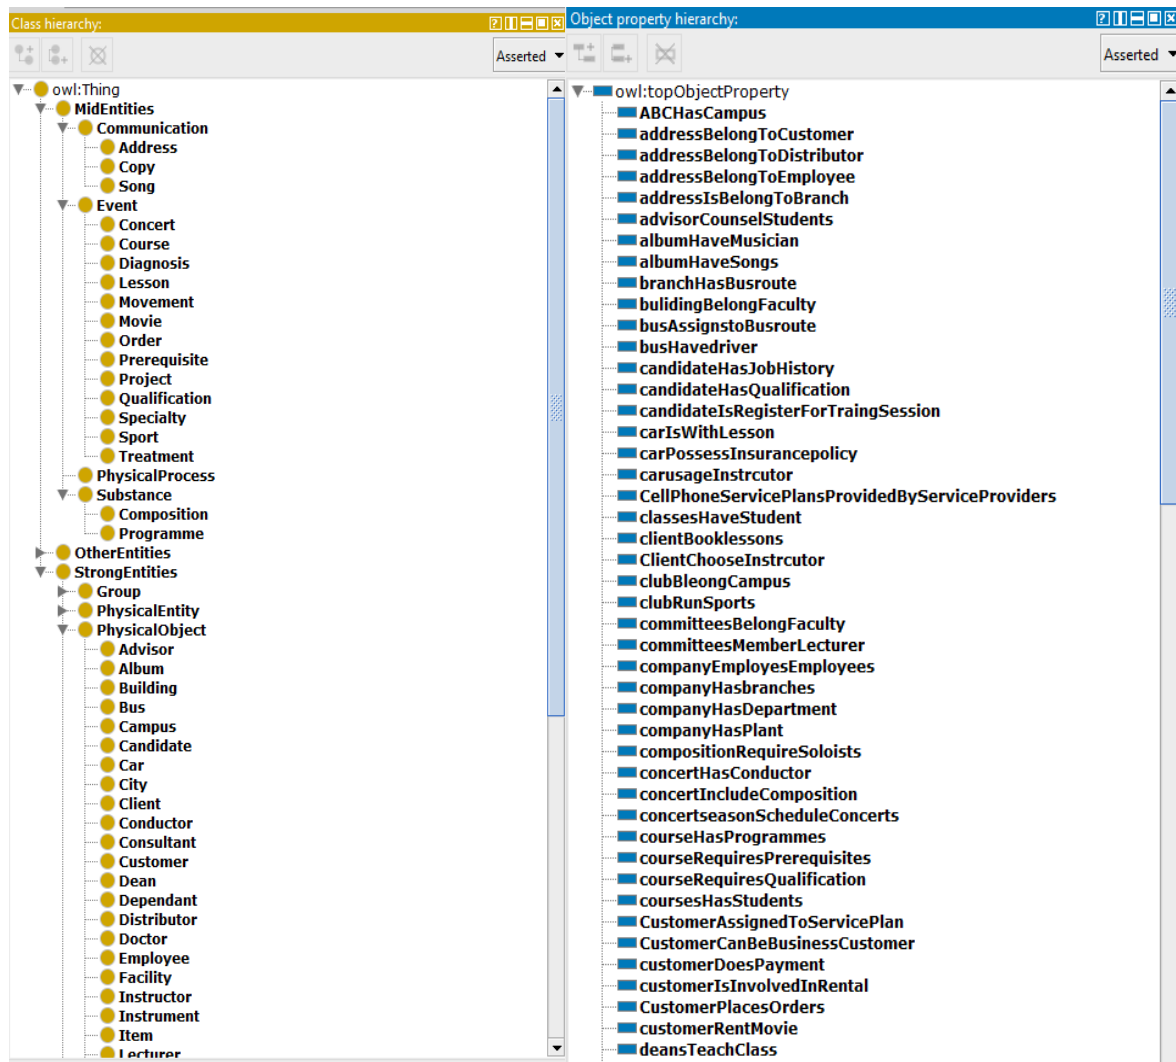 Class hierarchy:
Asserted
owl:Thing
MidEntities
Communication
Address
Copy
Song
Event
Concert
Course
Diagnosis
Lesson
Movement
Movie
Order
Prerequisite
Project
Qualification
Specialty
Sport
Treatment
PhysicalProcess
Substance
Composition
Programme
OtherEntities
StrongEntities
Group
PhysicalEntity
PhysicalObject
Advisor
Album
Building
Bus
Campus
Candidate
Car
City
Client
Conductor
Consultant
Customer
Dean
Dependant
Distributor
Doctor
Employee
Facility
Instructor
Instrument
Item
Lecturer
Object property hierarchy:
Asserted
owl:topObjectProperty
ABCHasCampus
addressBelongToCustomer
addressBelongToDistributor
addressBelongToEmployee
addressIsBelongToBranch
advisorCounselStudents
albumHaveMusician
albumHaveSongs
branchHasBusroute
bulidingBelongFaculty
busAssignstoBusroute
busHavedriver
candidateHasJobHistory
candidateHasQualification
candidateIsRegisterForTraingSession
carIsWithLesson
carPossessInsurancepolicy
carusageInstrcutor
CellPhoneServicePlansProvidedByServiceProviders
classesHaveStudent
clientBooklessons
ClientChooseInstrcutor
clubBleongCampus
clubRunSports
committeesBelongFaculty
committeesMemberLecturer
companyEmployesEmployees
companyHasbranches
companyHasDepartment
companyHasPlant
compositionRequireSoloists
concertHasConductor
concertIncludeComposition
concertseasonScheduleConcerts
courseHasProgrammes
courseRequiresPrerequisites
courseRequiresQualification
coursesHasStudents
CustomerAssignedToServicePlan
CustomerCanBeBusinessCustomer
customerDoesPayment
customerIsInvolvedInRental
CustomerPlacesOrders
customerRentMovie
deansTeachClass